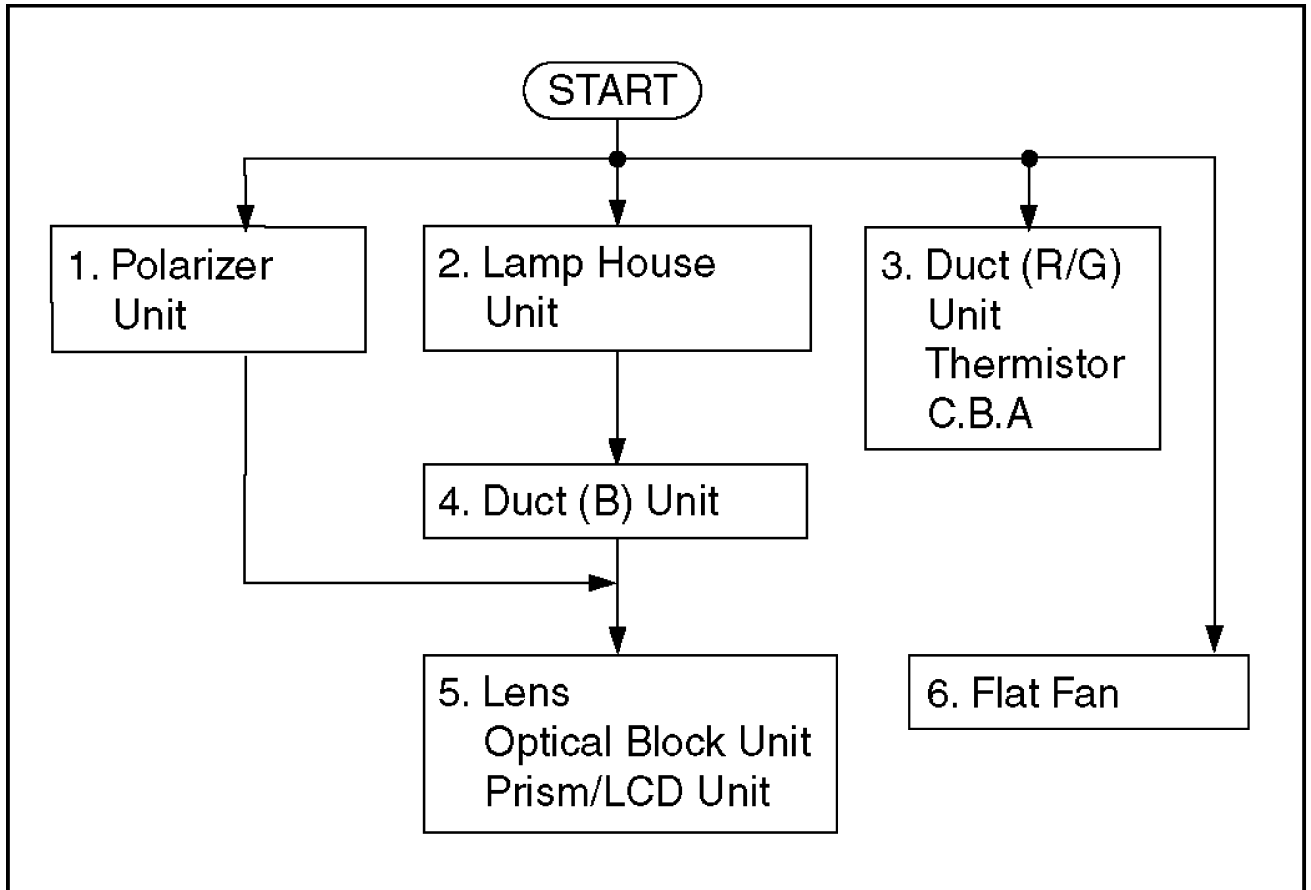 START
1. Polarizer
Unit
2. Lamp House
Unit
3. Duct (R/G)
Unit
Thermistor
C.B.A
4. Duct (B) Unit
5. Lens
Optical Block Unit
Prism/LCD Unit
6. Flat Fan